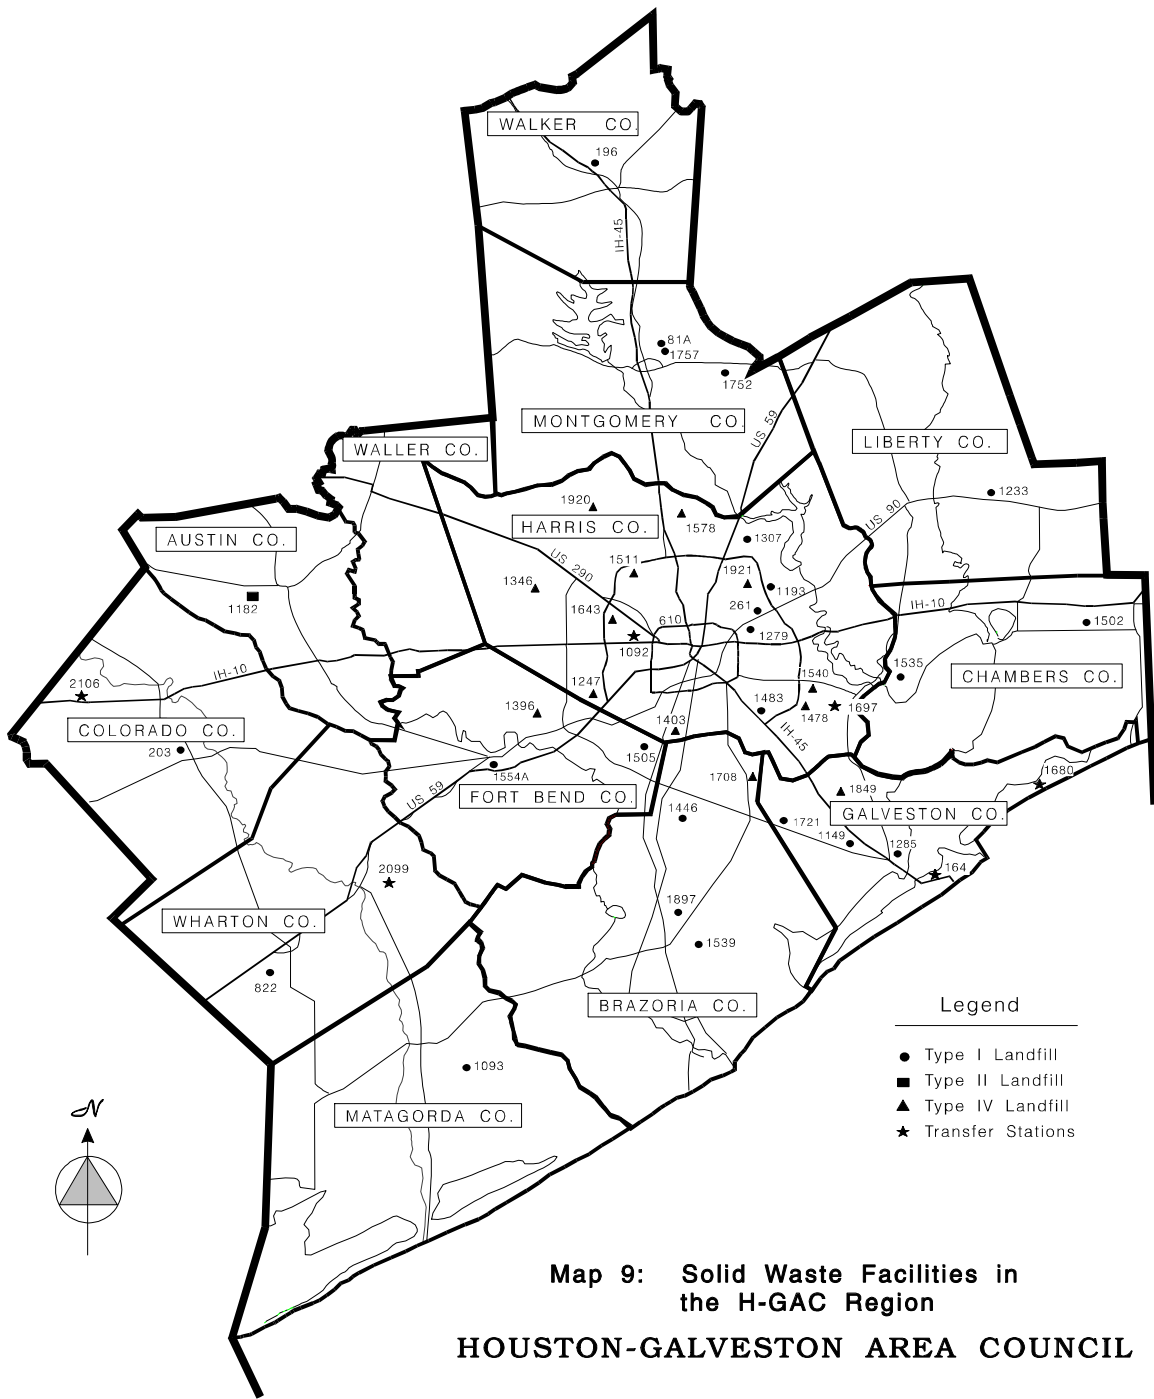 WALKER CO.
196
IH-45
81A
1757
1752
MONTGOMERY CO.
US 59
WALLER CO.
LIBERTY CO.
1233
1920
HARRIS CO.
1578
US 90
AUSTIN CO.
1307
US 290
1511
1921
1346
1193
1182
1643
261
610
IH-10
1279
1502
1092
IH-10
1535
1540
CHAMBERS CO.
2106
1247
1396
1483
1478
1697
COLORADO CO.
1403
IH-45
203
1505
1554A
1708
1680
US 59
FORT BEND CO.
1849
GALVESTON CO.
1446
1721
1149
1285
2099
164
WHARTON CO.
1897
1539
822
BRAZORIA CO.
1093
MATAGORDA CO.
Legend
Type I Landfill
Type II Landfill
Type IV Landfill
Transfer Stations
N
Map 9: Solid Waste Facilities in
the H-GAC Region
HOUSTON-GALVESTON AREA COUNCIL